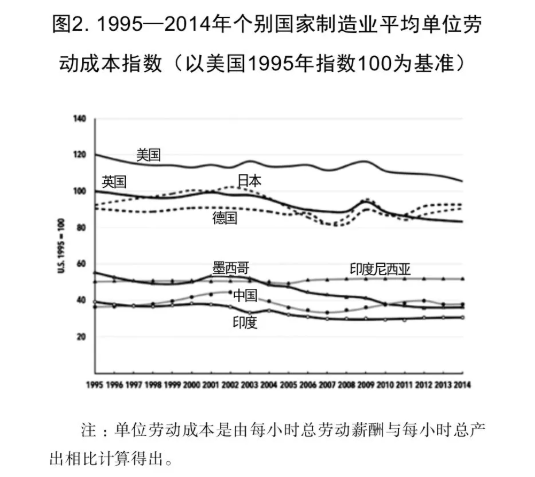 图2. 1995—2014年个别国家制造业平均单位劳
动成本指数（以美国1995年指数100为基准）
140
120
100
80
60
40
20
U.S. 1995 = 100
美国
英国
日本
德国
墨西哥
印度尼西亚
中国
印度
1995 1996 1997 1998 1999 2000 2001 2002 2003 2004 2005 2006 2007 2008 2009 2010 2011 2012 2013 2014
注：单位劳动成本是由每小时总劳动薪酬与每小时总产
出相比计算得出。